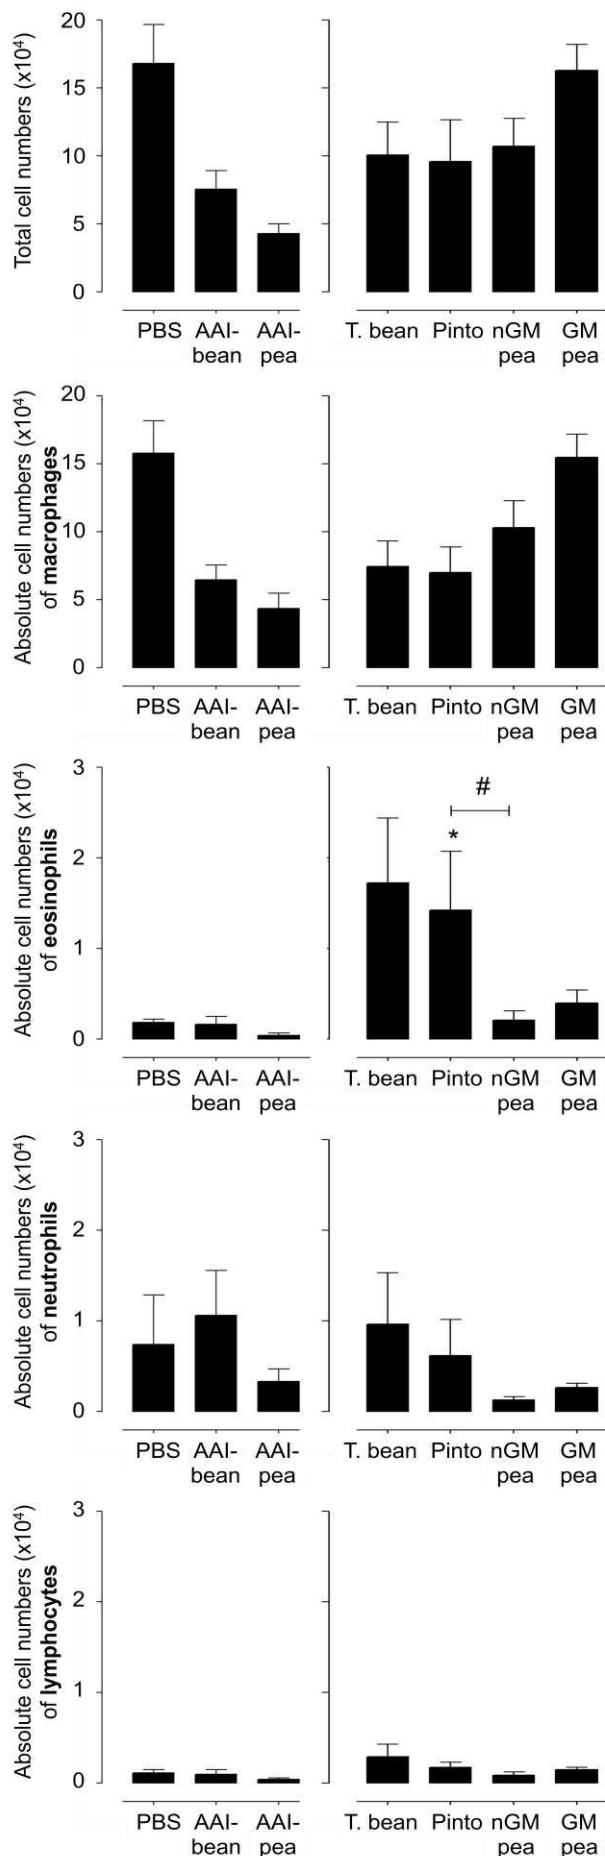 Total cell numbers (x10⁴)
20
15
10
5
0
PBS AAI-bean AAI-pea T. bean Pinto nGM pea GM pea
Absolute cell numbers (x10⁴)
of macrophages
20
15
10
5
0
PBS AAI-bean AAI-pea T. bean Pinto nGM pea GM pea
Absolute cell numbers (x10⁴)
of eosinophils
3
2
1
0
#
*
PBS AAI-bean AAI-pea T. bean Pinto nGM pea GM pea
Absolute cell numbers (x10⁴)
of neutrophils
3
2
1
0
PBS AAI-bean AAI-pea T. bean Pinto nGM pea GM pea
Absolute cell numbers (x10⁴)
of lymphocytes
3
2
1
0
PBS AAI-bean AAI-pea T. bean Pinto nGM pea GM pea